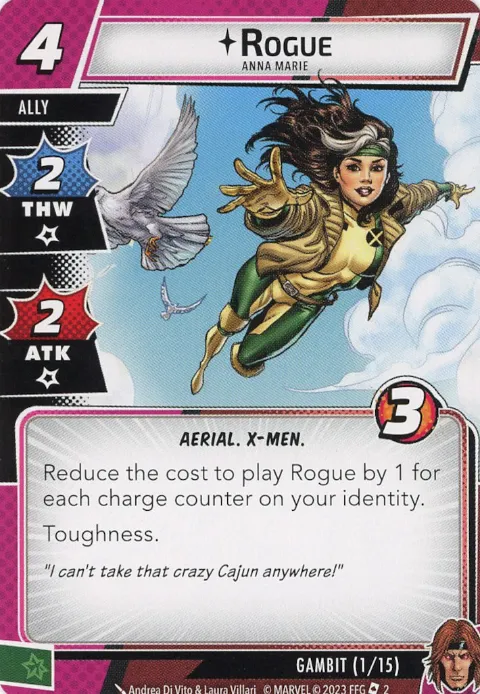 4
ROGUE
ANNA MARIE
ALLY
2
THW
2
ATK
3
AERIAL. X-MEN.
Reduce the cost to play Rogue by 1 for
each charge counter on your identity.
Toughness.
"I can't take that crazy Cajun anywhere!"
GAMBIT (1/15)
Andrea Di Vito & Laura Villari © MARVEL © 2023 FFG 2